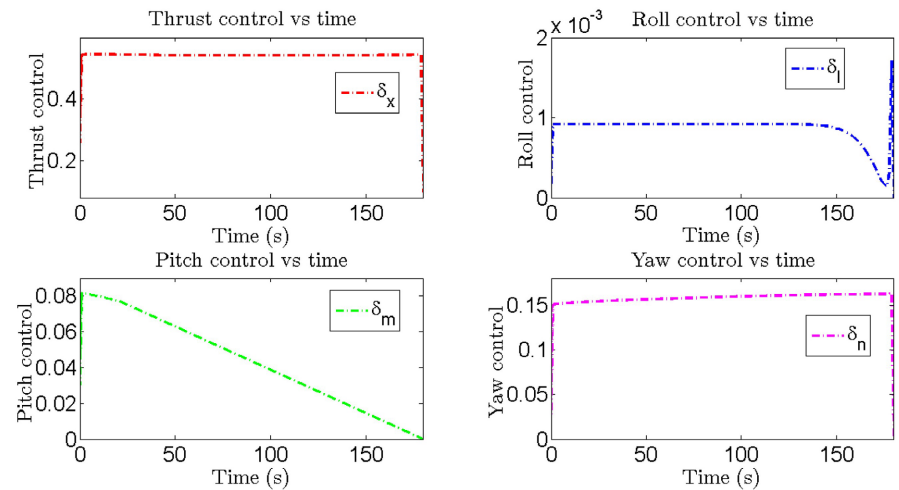 Thrust control vs time
Thrust control
0.4
0.2
0 50 100 150
Time (s)
δx
Roll control vs time
Roll control
2 × 10⁻³
1
0
0 50 100 150
Time (s)
δl
Pitch control vs time
Pitch control
0.08
0.06
0.04
0.02
0
0 50 100 150
Time (s)
δm
Yaw control vs time
Yaw control
0.15
0.1
0.05
0
0 50 100 150
Time (s)
δn